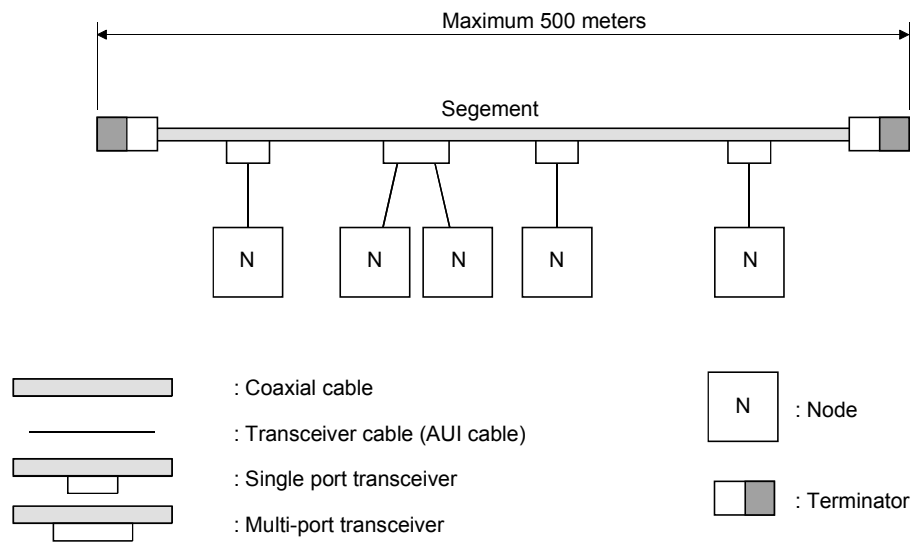 Maximum 500 meters
Segement
N N N N N
: Coaxial cable
: Transceiver cable (AUI cable)
: Single port transceiver
: Multi-port transceiver
N : Node
: Terminator